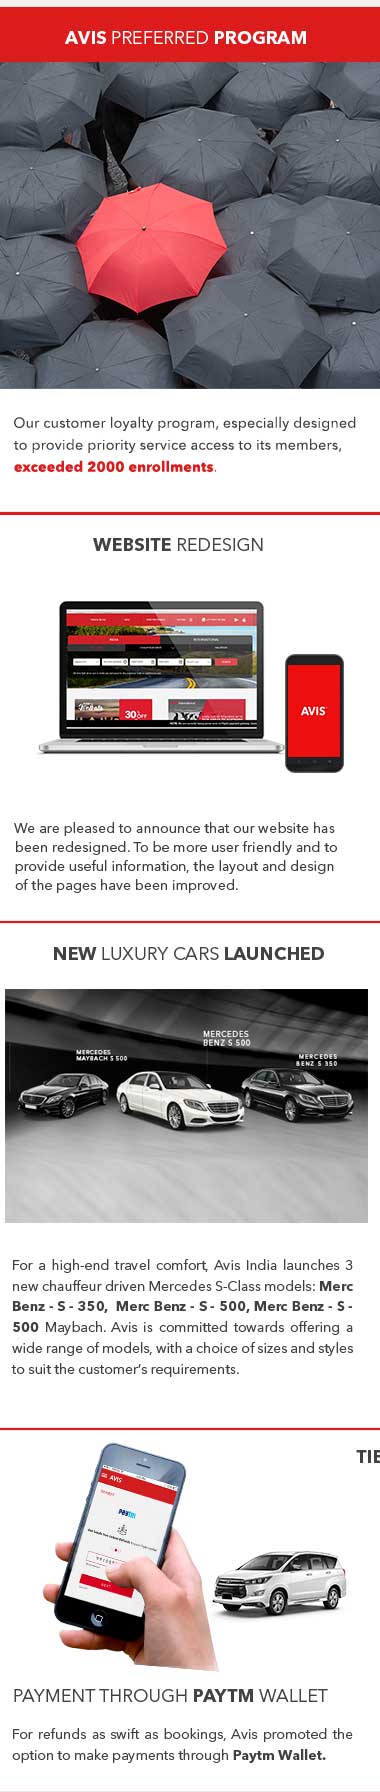 AVIS PREFERRED PROGRAM
Our customer loyalty program, especially designed
to provide priority service access to its members,
exceeded 2000 enrollments.
WEBSITE REDESIGN
INDIA
INTERNATIONAL
30% OFF
AVIS
We are pleased to announce that our website has
been redesigned. To be more user friendly and to
provide useful information, the layout and design
of the pages have been improved.
NEW LUXURY CARS LAUNCHED
MERCEDES
MAYBACH S 500
MERCEDES
BENZ S 500
MERCEDES
BENZ S 350
For a high-end travel comfort, Avis India launches 3
new chauffeur driven Mercedes S-Class models: Merc
Benz - S - 350, Merc Benz - S - 500, Merc Benz - S -
500 Maybach. Avis is committed towards offering a
wide range of models, with a choice of sizes and styles
to suit the customer's requirements.
TIE
AVIS
paytm
NEXT
PAYMENT THROUGH PAYTM WALLET
For refunds as swift as bookings, Avis promoted the
option to make payments through Paytm Wallet.